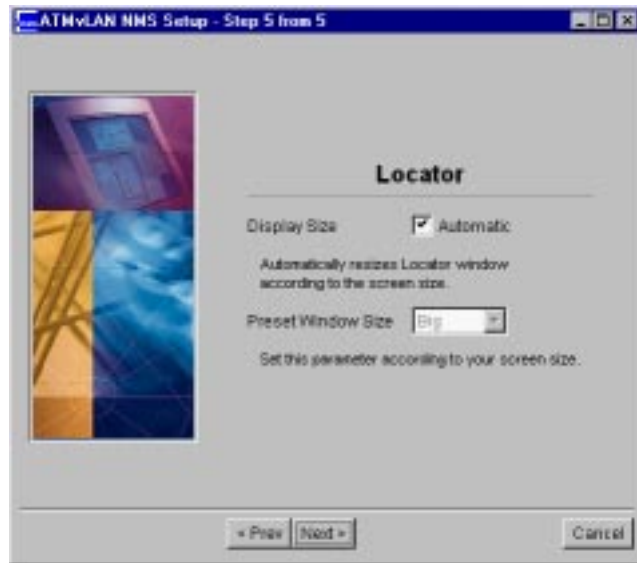 ATMvLAN NMS Setup - Step 5 from 5
Locator
Display Size Automatic
Automatically resizes Locator window
according to the screen size.
Preset Window Size Big
Set this parameter according to your screen size.
« Prev Next » Cancel